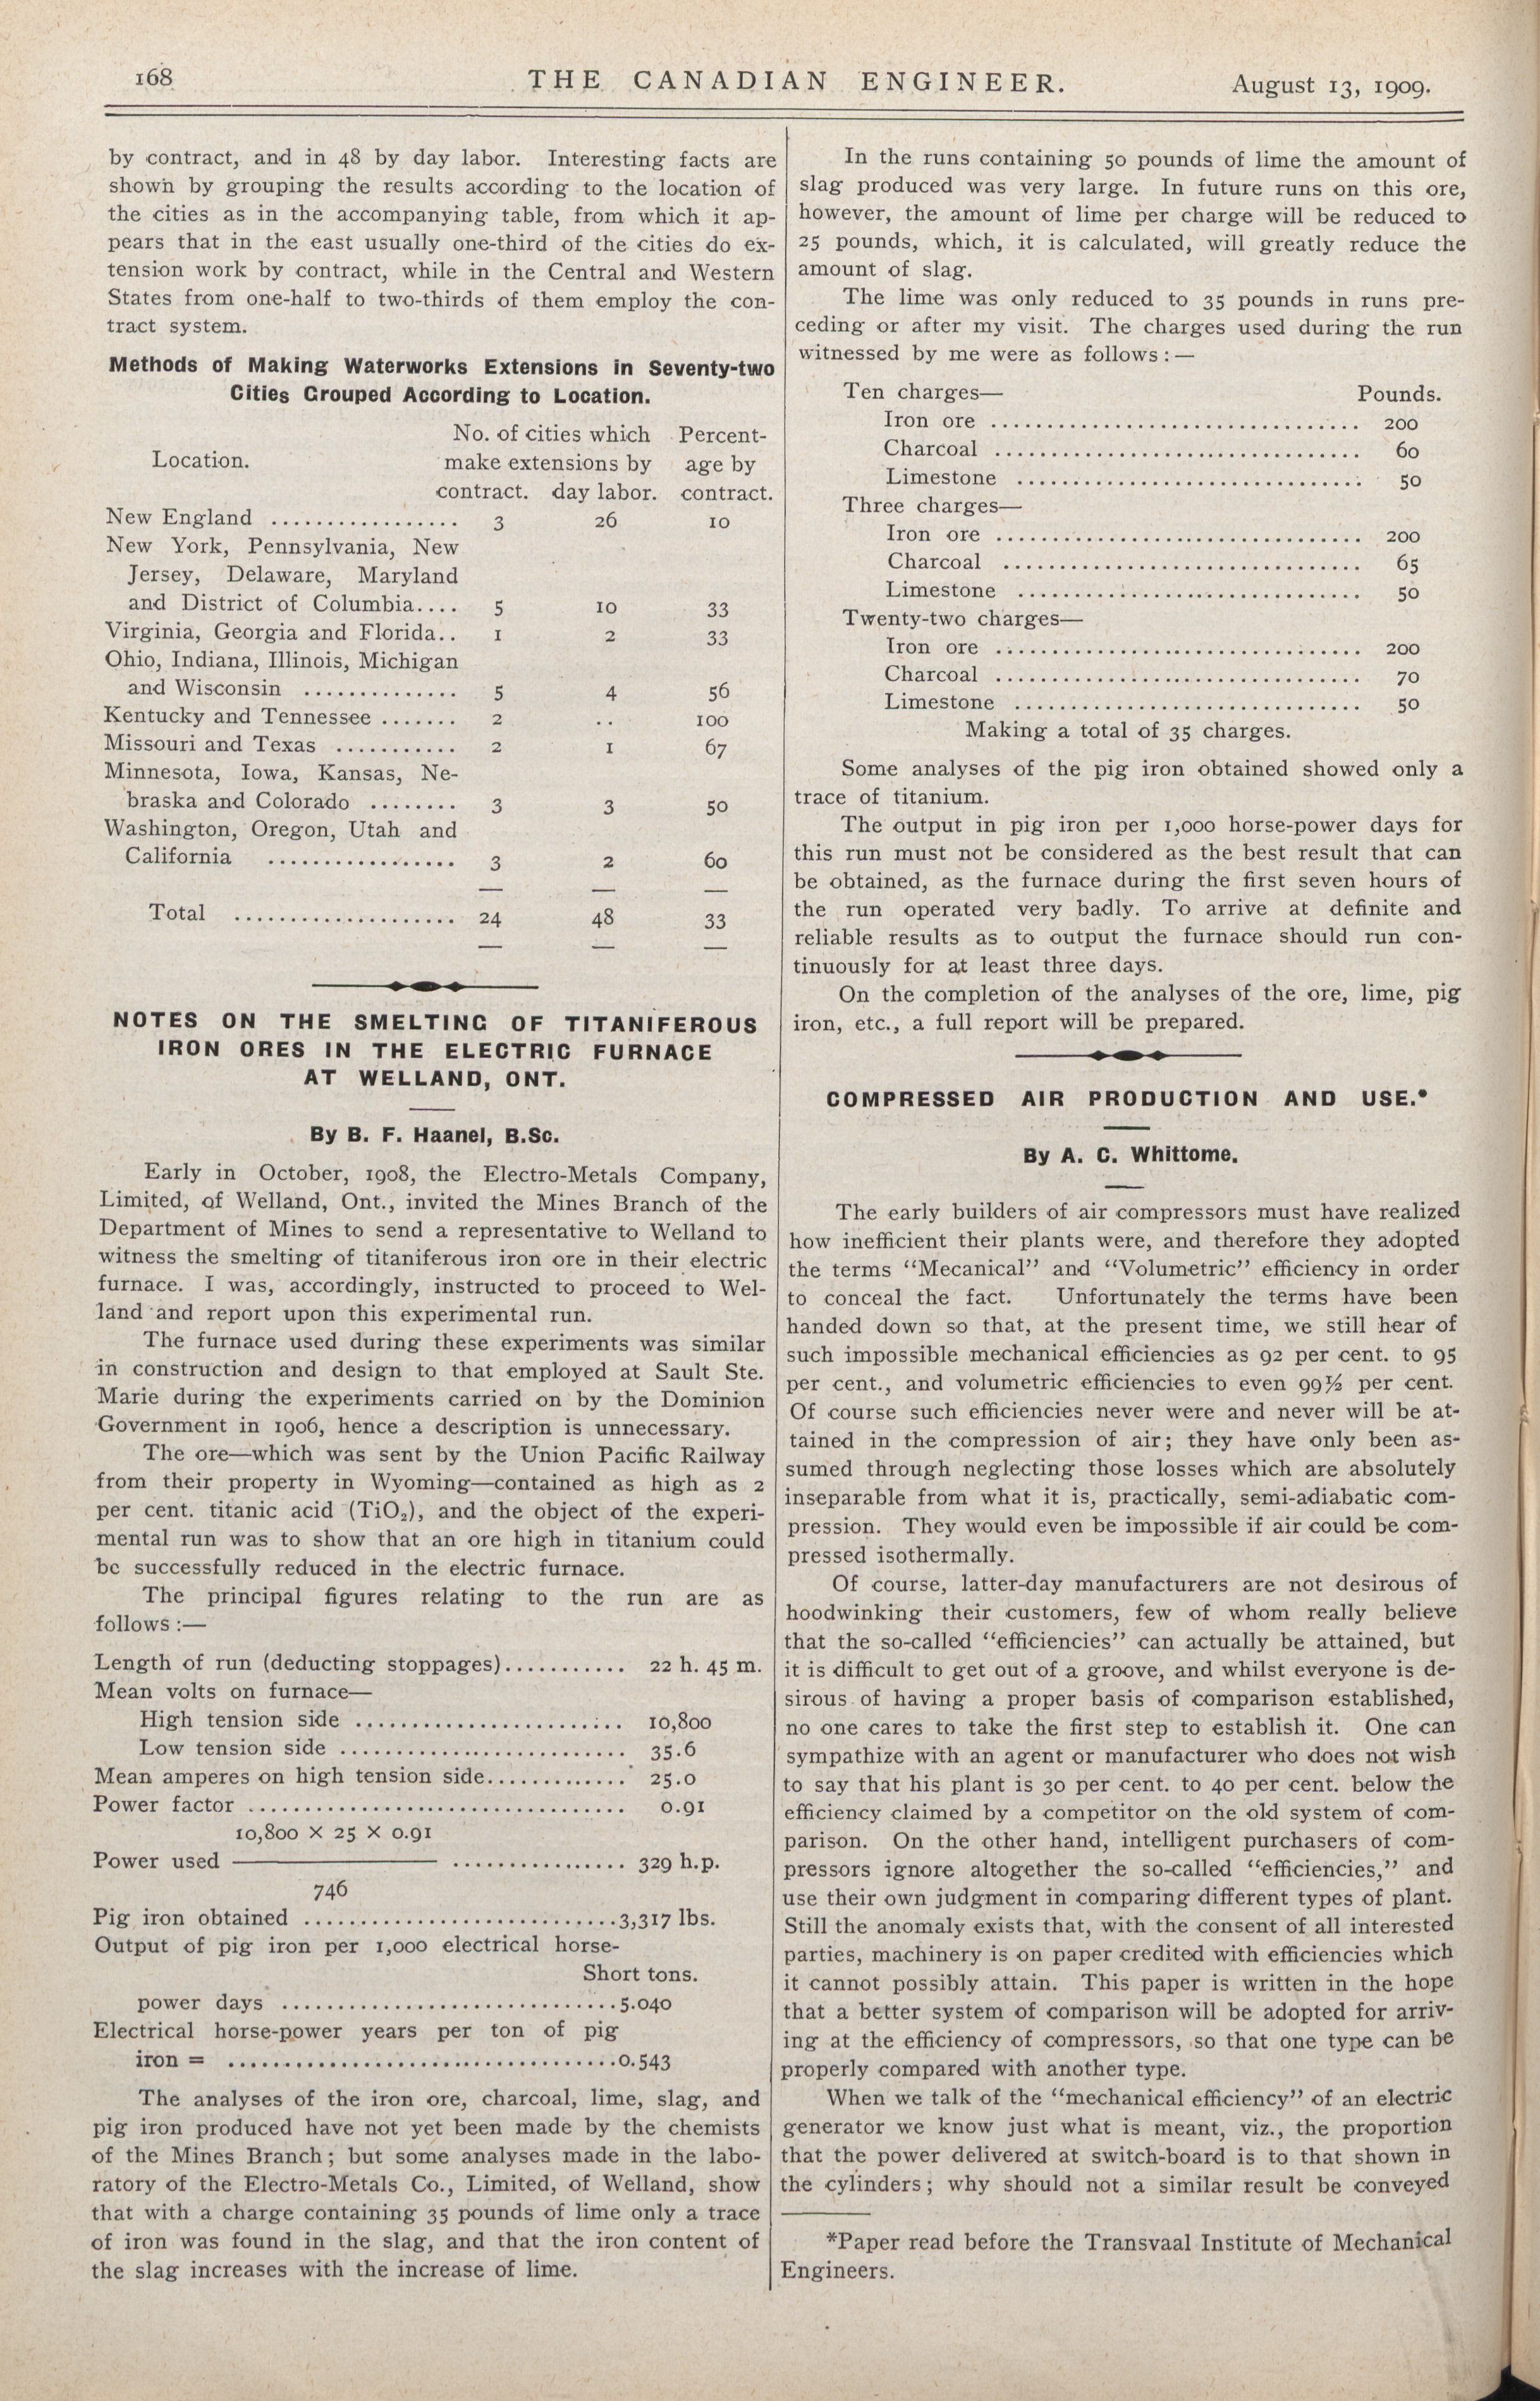 168
THE CANADIAN ENGINEER.
August 13, 1909.
by contract, and in 48 by day labor. Interesting facts are
shown by grouping the results according to the location of
the cities as in the accompanying table, from which it ap-
pears that in the east usually one-third of the cities do ex-
tension work by contract, while in the Central and Western
States from one-half to two-thirds of them employ the con-
tract system.
Methods of Making Waterworks Extensions in Seventy-two
Cities Grouped According to Location.
No. of cities which Percent-
Location. make extensions by age by
contract. day labor. contract.
New England ................. 3 26 10
New York, Pennsylvania, New
Jersey, Delaware, Maryland
and District of Columbia.... 5 10 33
Virginia, Georgia and Florida.. 1 2 33
Ohio, Indiana, Illinois, Michigan
and Wisconsin .............. 5 4 56
Kentucky and Tennessee ....... 2 .. 100
Missouri and Texas ........... 2 1 67
Minnesota, Iowa, Kansas, Ne-
braska and Colorado ........ 3 3 50
Washington, Oregon, Utah and
California ................. 3 2 60
Total .................... 24 48 33
NOTES ON THE SMELTING OF TITANIFEROUS
IRON ORES IN THE ELECTRIC FURNACE
AT WELLAND, ONT.
By B. F. Haanel, B.Sc.
Early in October, 1908, the Electro-Metals Company,
Limited, of Welland, Ont., invited the Mines Branch of the
Department of Mines to send a representative to Welland to
witness the smelting of titaniferous iron ore in their electric
furnace. I was, accordingly, instructed to proceed to Wel-
land and report upon this experimental run.
The furnace used during these experiments was similar
in construction and design to that employed at Sault Ste.
Marie during the experiments carried on by the Dominion
Government in 1906, hence a description is unnecessary.
The ore—which was sent by the Union Pacific Railway
from their property in Wyoming—contained as high as 2
per cent. titanic acid (TiO₂), and the object of the experi-
mental run was to show that an ore high in titanium could
be successfully reduced in the electric furnace.
The principal figures relating to the run are as
follows:—
Length of run (deducting stoppages)........... 22 h. 45 m.
Mean volts on furnace—
High tension side ........................ 10,800
Low tension side .......................... 35.6
Mean amperes on high tension side............. 25.0
Power factor .................................. 0.91
10,800 X 25 X 0.91
Power used ———————— ................ 329 h.p.
746
Pig iron obtained ............................3,317 lbs.
Output of pig iron per 1,000 electrical horse-
Short tons.
power days ..............................5.040
Electrical horse-power years per ton of pig
iron = ...................................0.543
The analyses of the iron ore, charcoal, lime, slag, and
pig iron produced have not yet been made by the chemists
of the Mines Branch; but some analyses made in the labo-
ratory of the Electro-Metals Co., Limited, of Welland, show
that with a charge containing 35 pounds of lime only a trace
of iron was found in the slag, and that the iron content of
the slag increases with the increase of lime.
In the runs containing 50 pounds of lime the amount of
slag produced was very large. In future runs on this ore,
however, the amount of lime per charge will be reduced to
25 pounds, which, it is calculated, will greatly reduce the
amount of slag.
The lime was only reduced to 35 pounds in runs pre-
ceding or after my visit. The charges used during the run
witnessed by me were as follows:—
Ten charges— Pounds.
Iron ore ................................. 200
Charcoal ................................. 60
Limestone ............................... 50
Three charges—
Iron ore ................................. 200
Charcoal ................................ 65
Limestone ............................... 50
Twenty-two charges—
Iron ore ................................. 200
Charcoal ................................. 70
Limestone ............................... 50
Making a total of 35 charges.
Some analyses of the pig iron obtained showed only a
trace of titanium.
The output in pig iron per 1,000 horse-power days for
this run must not be considered as the best result that can
be obtained, as the furnace during the first seven hours of
the run operated very badly. To arrive at definite and
reliable results as to output the furnace should run con-
tinuously for at least three days.
On the completion of the analyses of the ore, lime, pig
iron, etc., a full report will be prepared.
COMPRESSED AIR PRODUCTION AND USE.*
By A. C. Whittome.
The early builders of air compressors must have realized
how inefficient their plants were, and therefore they adopted
the terms "Mecanical" and "Volumetric" efficiency in order
to conceal the fact. Unfortunately the terms have been
handed down so that, at the present time, we still hear of
such impossible mechanical efficiencies as 92 per cent. to 95
per cent., and volumetric efficiencies to even 99½ per cent.
Of course such efficiencies never were and never will be at-
tained in the compression of air; they have only been as-
sumed through neglecting those losses which are absolutely
inseparable from what it is, practically, semi-adiabatic com-
pression. They would even be impossible if air could be com-
pressed isothermally.
Of course, latter-day manufacturers are not desirous of
hoodwinking their customers, few of whom really believe
that the so-called "efficiencies" can actually be attained, but
it is difficult to get out of a groove, and whilst everyone is de-
sirous of having a proper basis of comparison established,
no one cares to take the first step to establish it. One can
sympathize with an agent or manufacturer who does not wish
to say that his plant is 30 per cent. to 40 per cent. below the
efficiency claimed by a competitor on the old system of com-
parison. On the other hand, intelligent purchasers of com-
pressors ignore altogether the so-called "efficiencies," and
use their own judgment in comparing different types of plant.
Still the anomaly exists that, with the consent of all interested
parties, machinery is on paper credited with efficiencies which
it cannot possibly attain. This paper is written in the hope
that a better system of comparison will be adopted for arriv-
ing at the efficiency of compressors, so that one type can be
properly compared with another type.
When we talk of the "mechanical efficiency" of an electric
generator we know just what is meant, viz., the proportion
that the power delivered at switch-board is to that shown in
the cylinders; why should not a similar result be conveyed
*Paper read before the Transvaal Institute of Mechanical
Engineers.